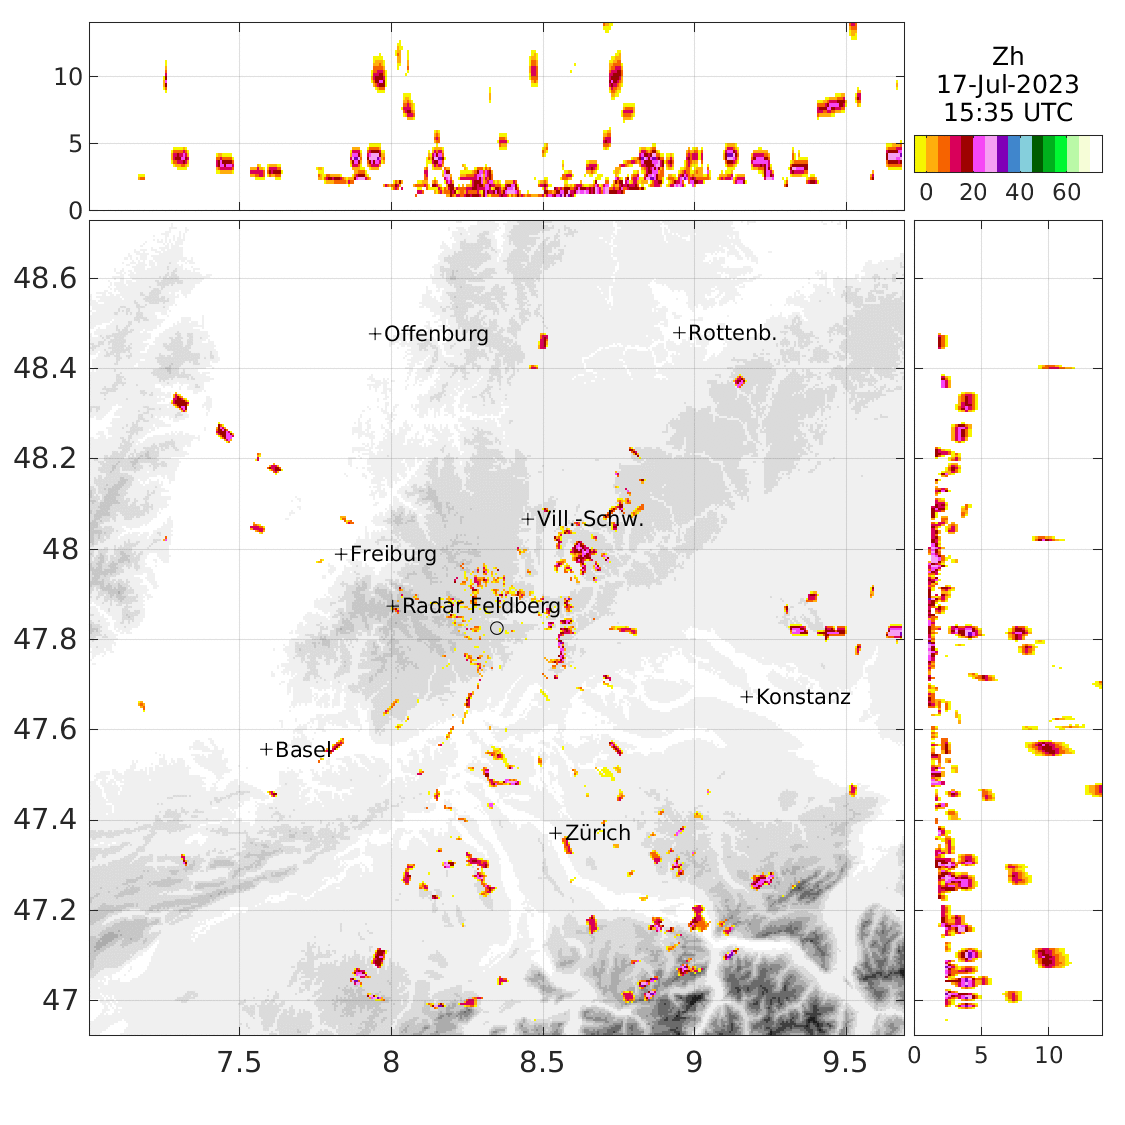 10
5
0
Zh
17-Jul-2023
15:35 UTC
0 20 40 60
48.6
48.4
48.2
48
47.8
47.6
47.4
47.2
47
+Offenburg
+Rottenb.
+Vill.-Schw.
+Freiburg
+Radar Feldberg
+Konstanz
+Basel
+Zürich
7.5 8 8.5 9 9.5
0 5 10